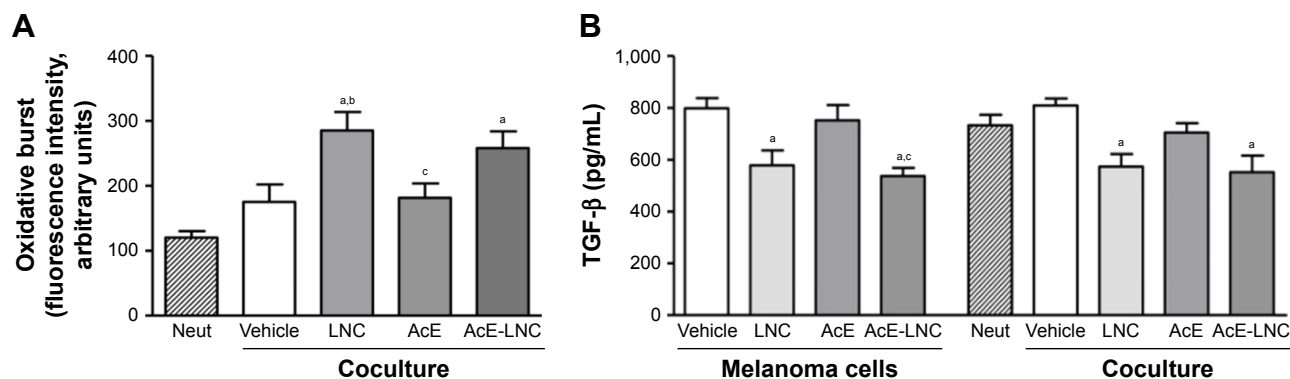 A
Oxidative burst
(fluorescence intensity,
arbitrary units)
400
300
200
100
0
a,b
a
c
Neut Vehicle LNC AcE AcE-LNC
Coculture
B
TGF-β (pg/mL)
1,000
800
600
400
200
0
a
a,c
a
a
Vehicle LNC AcE AcE-LNC Neut Vehicle LNC AcE AcE-LNC
Melanoma cells Coculture